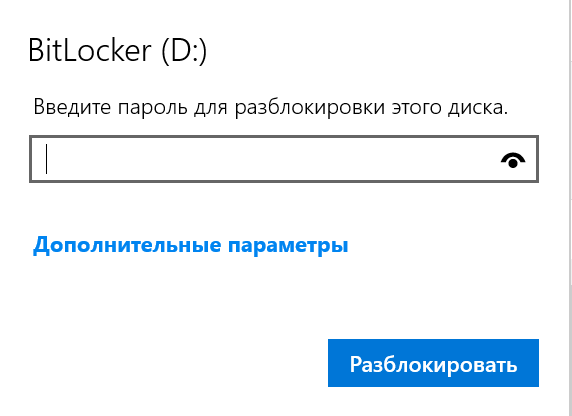 BitLocker (D:)
Введите пароль для разблокировки этого диска.
Дополнительные параметры
Разблокировать